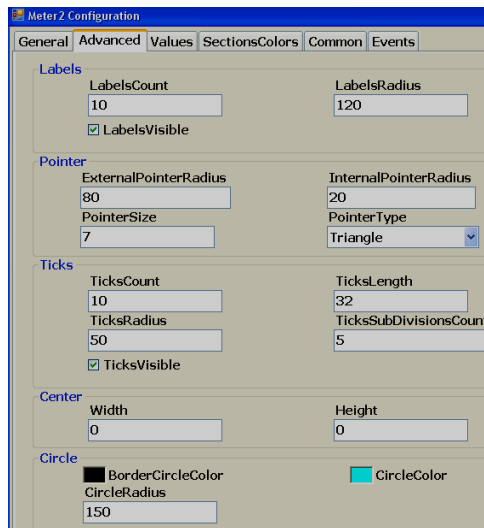 Meter2 Configuration
General Advanced Values SectionsColors Common Events
Labels
LabelsCount LabelsRadius
10 120
LabelsVisible
Pointer
ExternalPointerRadius InternalPointerRadius
80 20
PointerSize PointerType
7 Triangle
Ticks
TicksCount TicksLength
10 32
TicksRadius TicksSubDivisionsCount
50 5
TicksVisible
Center
Width Height
0 0
Circle
BorderCircleColor CircleColor
CircleRadius
150